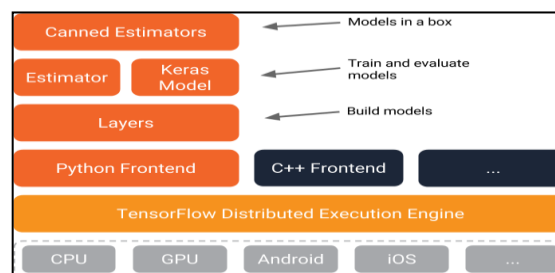 Canned Estimators
Models in a box
Estimator
Keras
Model
Train and evaluate
models
Layers
Build models
Python Frontend
C++ Frontend
...
TensorFlow Distributed Execution Engine
CPU
GPU
Android
iOS
...